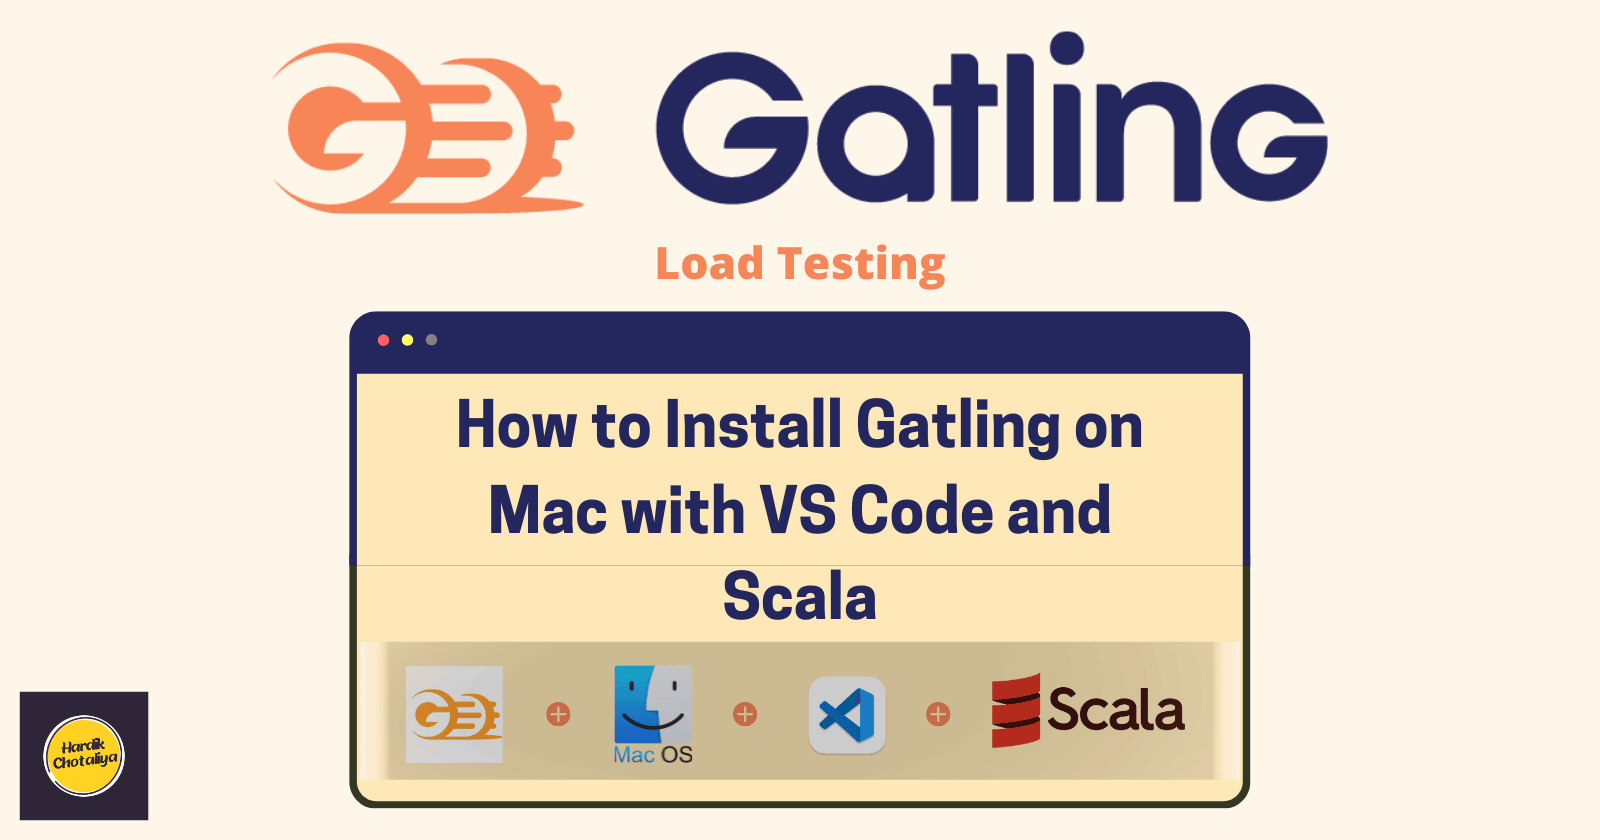 Gatling
Load Testing
How to Install Gatling on
Mac with VS Code and
Scala
Mac OS
Scala
Hardik
Chotaliya